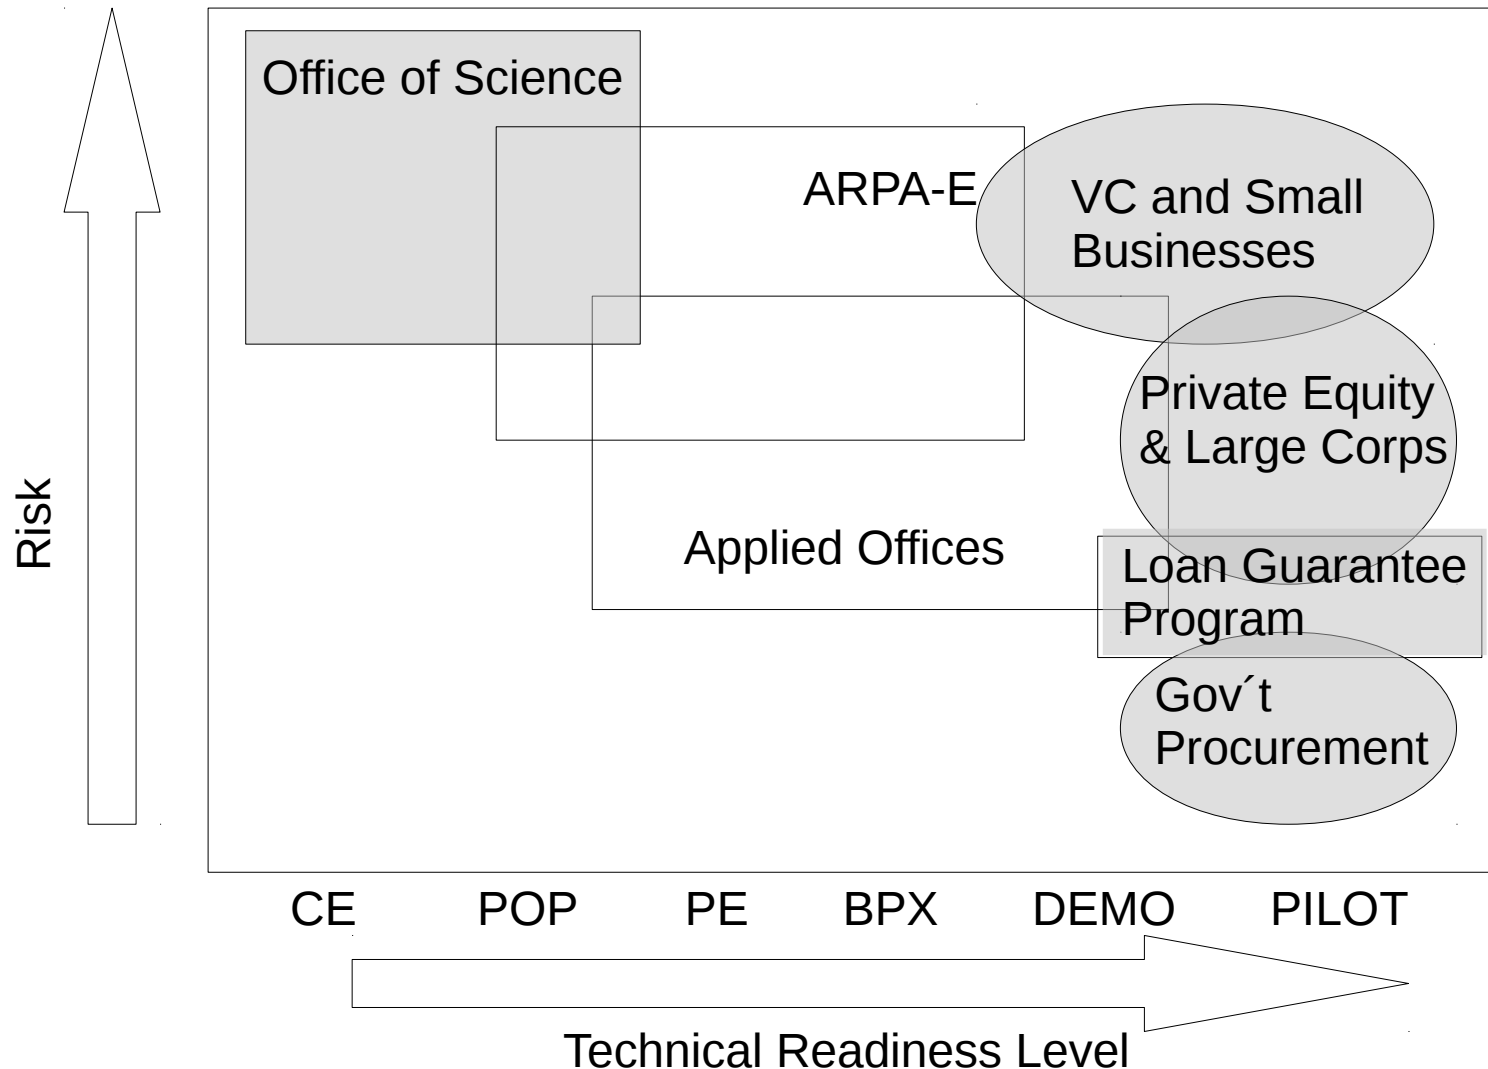 Office of Science
ARPA-E
VC and Small
Businesses
Private Equity
& Large Corps
Applied Offices
Loan Guarantee
Program
Gov´t
Procurement
Risk
CE POP PE BPX DEMO PILOT
Technical Readiness Level